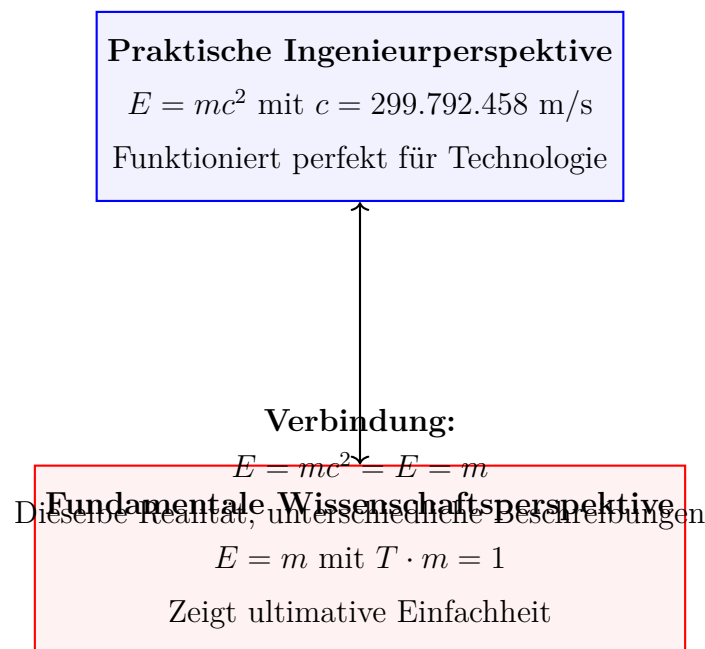 Praktische Ingenieurperspektive
E = mc² mit c = 299.792.458 m/s
Funktioniert perfekt für Technologie
Verbindung:
E = mc² = E = m
Dieselbe Realität, unterschiedliche Beschreibungen
Fundamentale Wissenschaftsperspektive
E = m mit T · m = 1
Zeigt ultimative Einfachheit